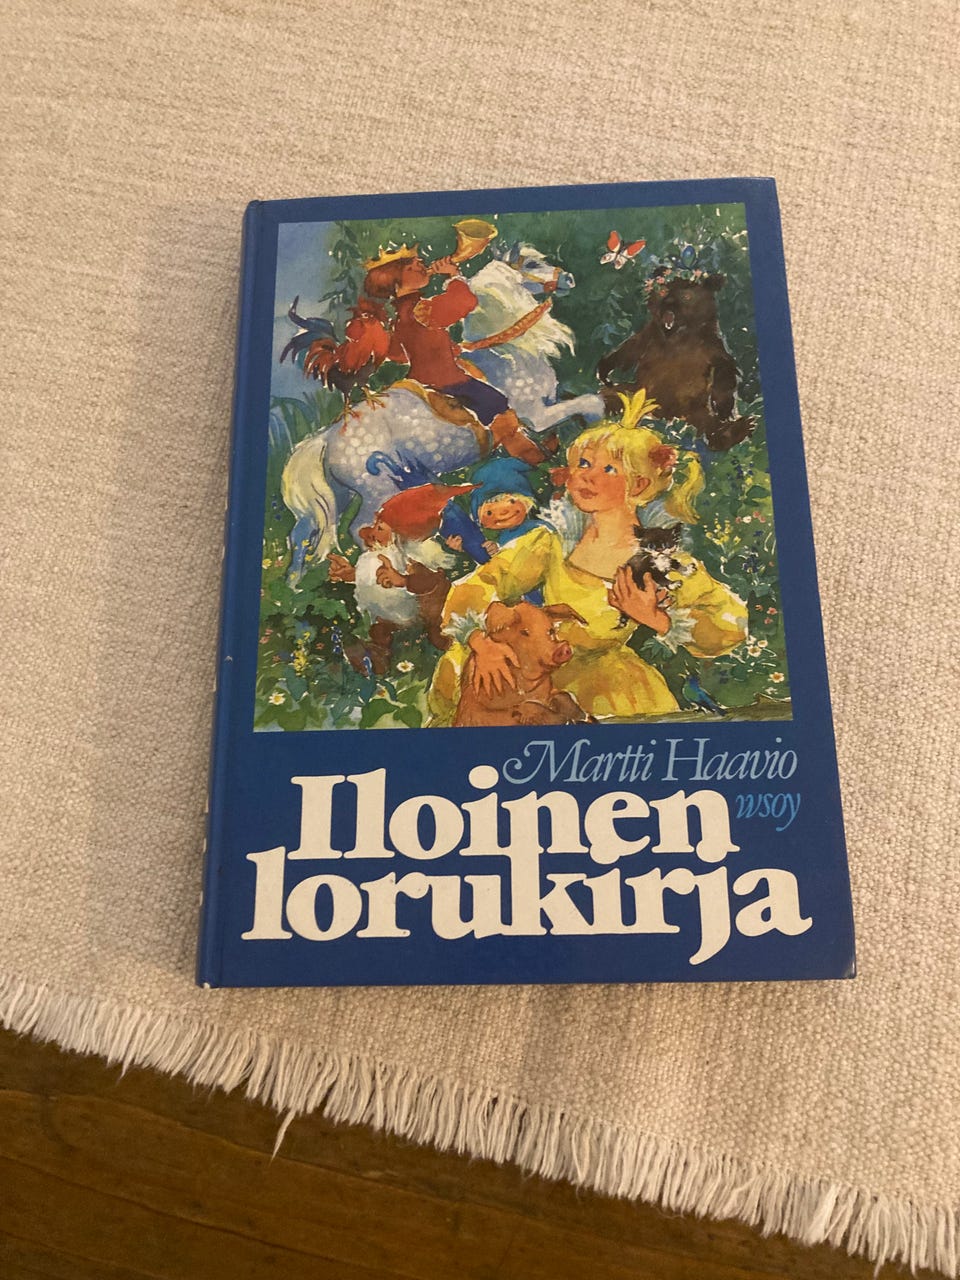 Martti Haavio
wsoy
Iloinen
lorukirja